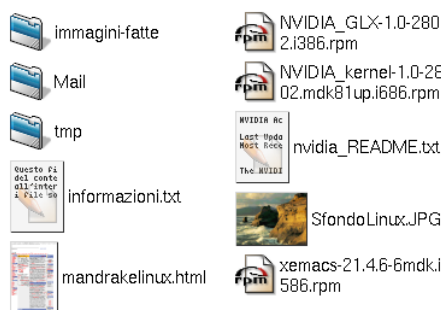 immagini-fatte
Mail
tmp
Questo fi
del conte
all'inter
i file so
informazioni.txt
mandrakelinux.html
NVIDIA_GLX-1.0-280
2.i386.rpm
rpm
NVIDIA_kernel-1.0-28
02.mdk81up.i686.rpm
rpm
NVIDIA Ac
Last Upda
Most Rece
The NVIDI
nvidia_README.txt
SfondoLinux.JPG
xemacs-21.4.6-6mdk.i
586.rpm
rpm